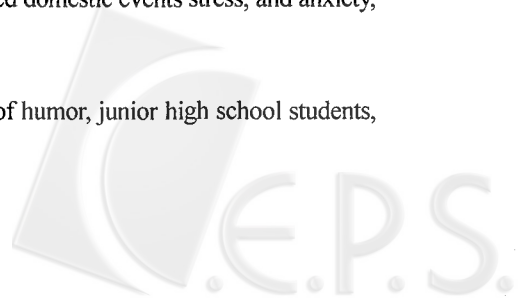 ed domestic events stress, and anxiety,
of humor, junior high school students,
C.E.P.S.